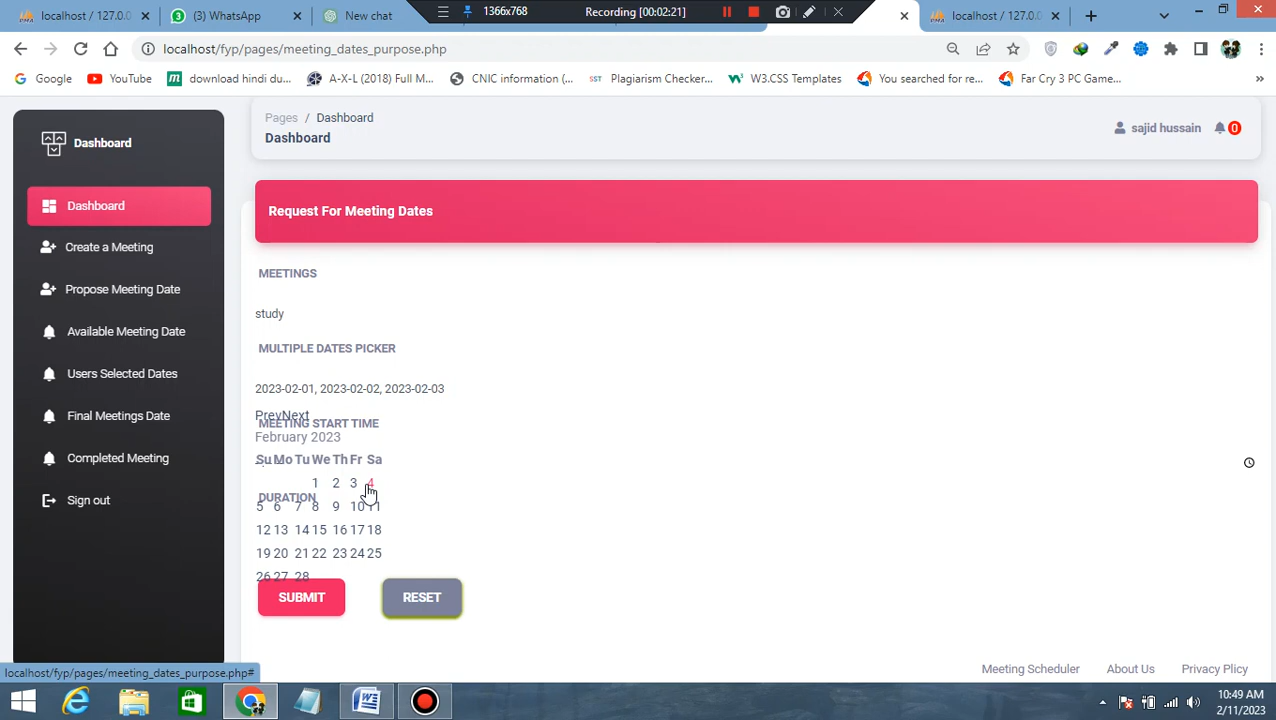 1366x768 Recording [00:02:21]
localhost / 127.0.0 (3) WhatsApp New chat localhost / 127.0.0
localhost/fyp/pages/meeting_dates_purpose.php
Google YouTube download hindi du... A-X-L (2018) Full M... CNIC information (... Plagiarism Checker... W3.CSS Templates You searched for re... Far Cry 3 PC Game... »
Dashboard
Dashboard
Create a Meeting
Propose Meeting Date
Available Meeting Date
Users Selected Dates
Final Meetings Date
Completed Meeting
Sign out
Pages / Dashboard
Dashboard
sajid hussain 0
Request For Meeting Dates
MEETINGS
study
MULTIPLE DATES PICKER
2023-02-01, 2023-02-02, 2023-02-03
PrevNext
MEETING START TIME
February 2023
Su Mo Tu We Th Fr Sa
1 2 3 4
DURATION
5 6 7 8 9 10 11
12 13 14 15 16 17 18
19 20 21 22 23 24 25
26 27 28
SUBMIT RESET
Meeting Scheduler About Us Privacy Plicy
localhost/fyp/pages/meeting_dates_purpose.php#
10:49 AM
2/11/2023